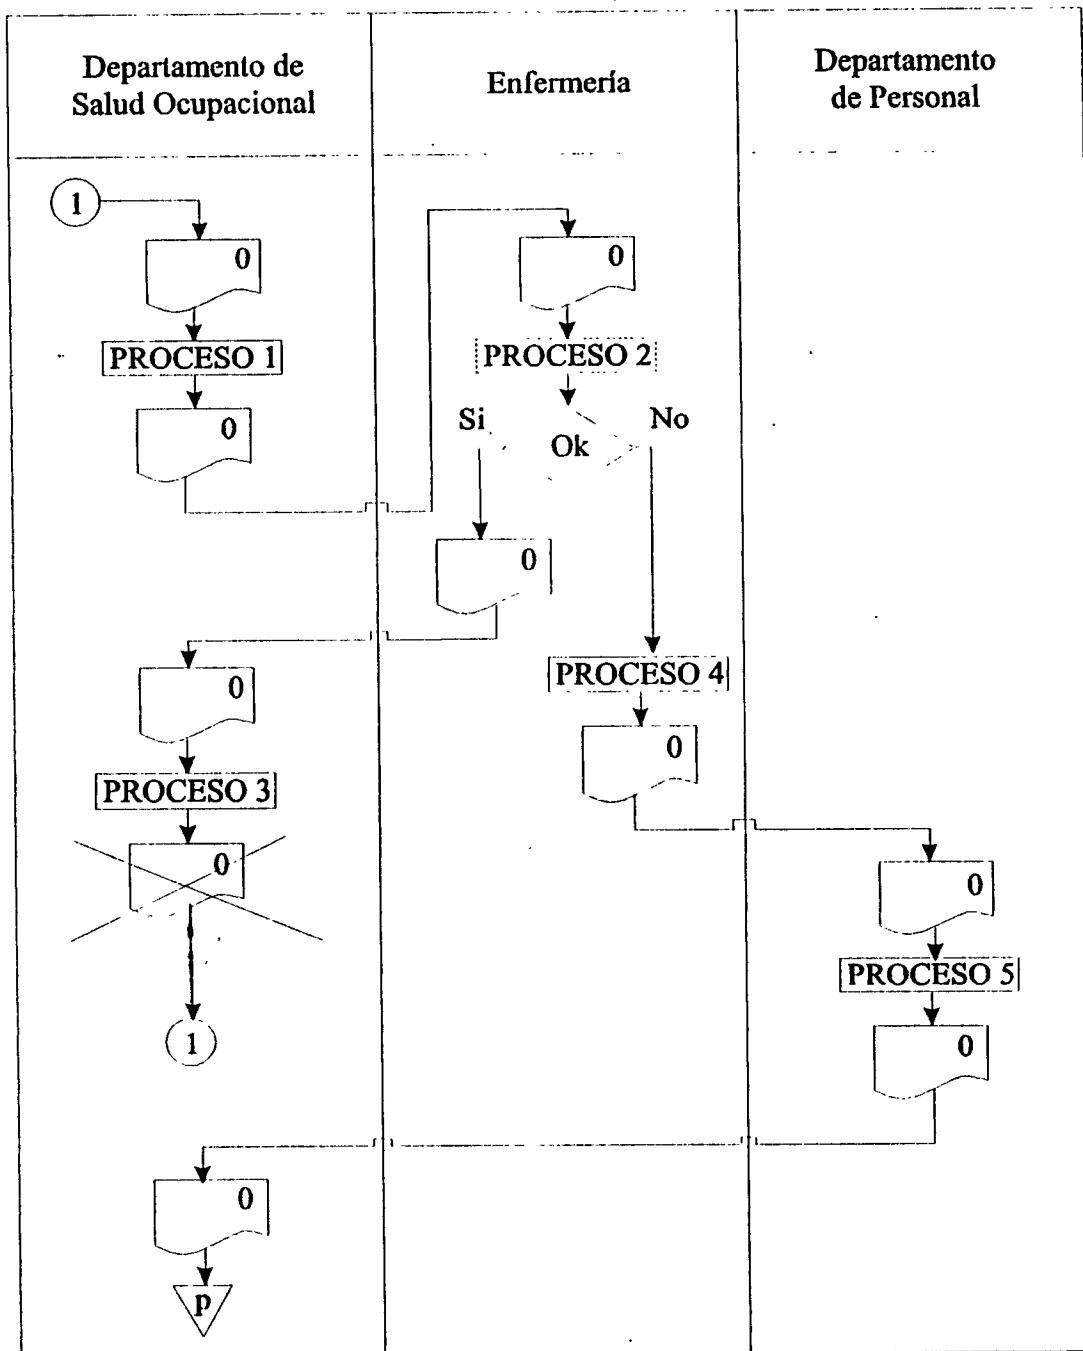 Departamento de
Salud Ocupacional
Enfermería
Departamento
de Personal
1
0
0
PROCESO 1
PROCESO 2
0
Si
Ok
No
0
0
PROCESO 4
0
PROCESO 3
0
0
PROCESO 5
1
0
0
p